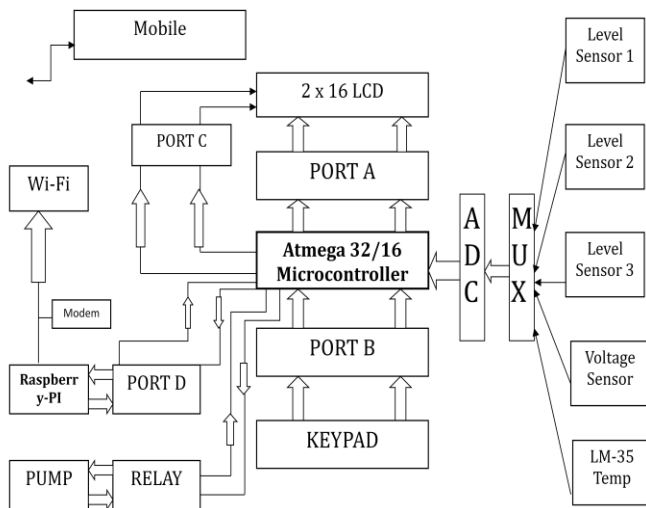 Mobile
Level
Sensor 1
2 x 16 LCD
PORT C
Level
Sensor 2
PORT A
Wi-Fi
A
D
C
M
U
X
Atmega 32/16
Microcontroller
Level
Sensor 3
Modem
PORT B
Voltage
Sensor
Raspberr
y-PI
PORT D
KEYPAD
LM-35
Temp
PUMP
RELAY